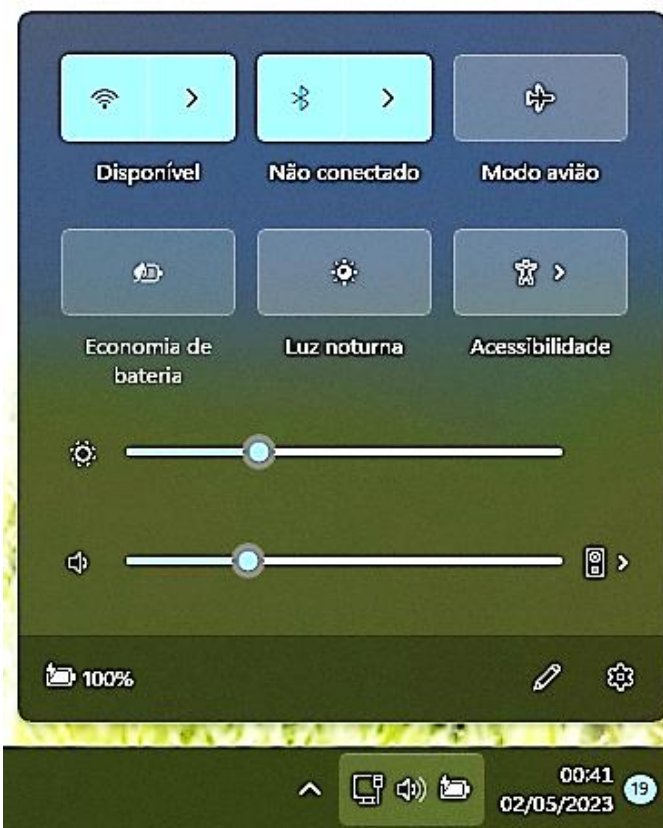 Disponível
Não conectado
Modo avião
Economia de
bateria
Luz noturna
Acessibilidade
100%
00:41
02/05/2023
19